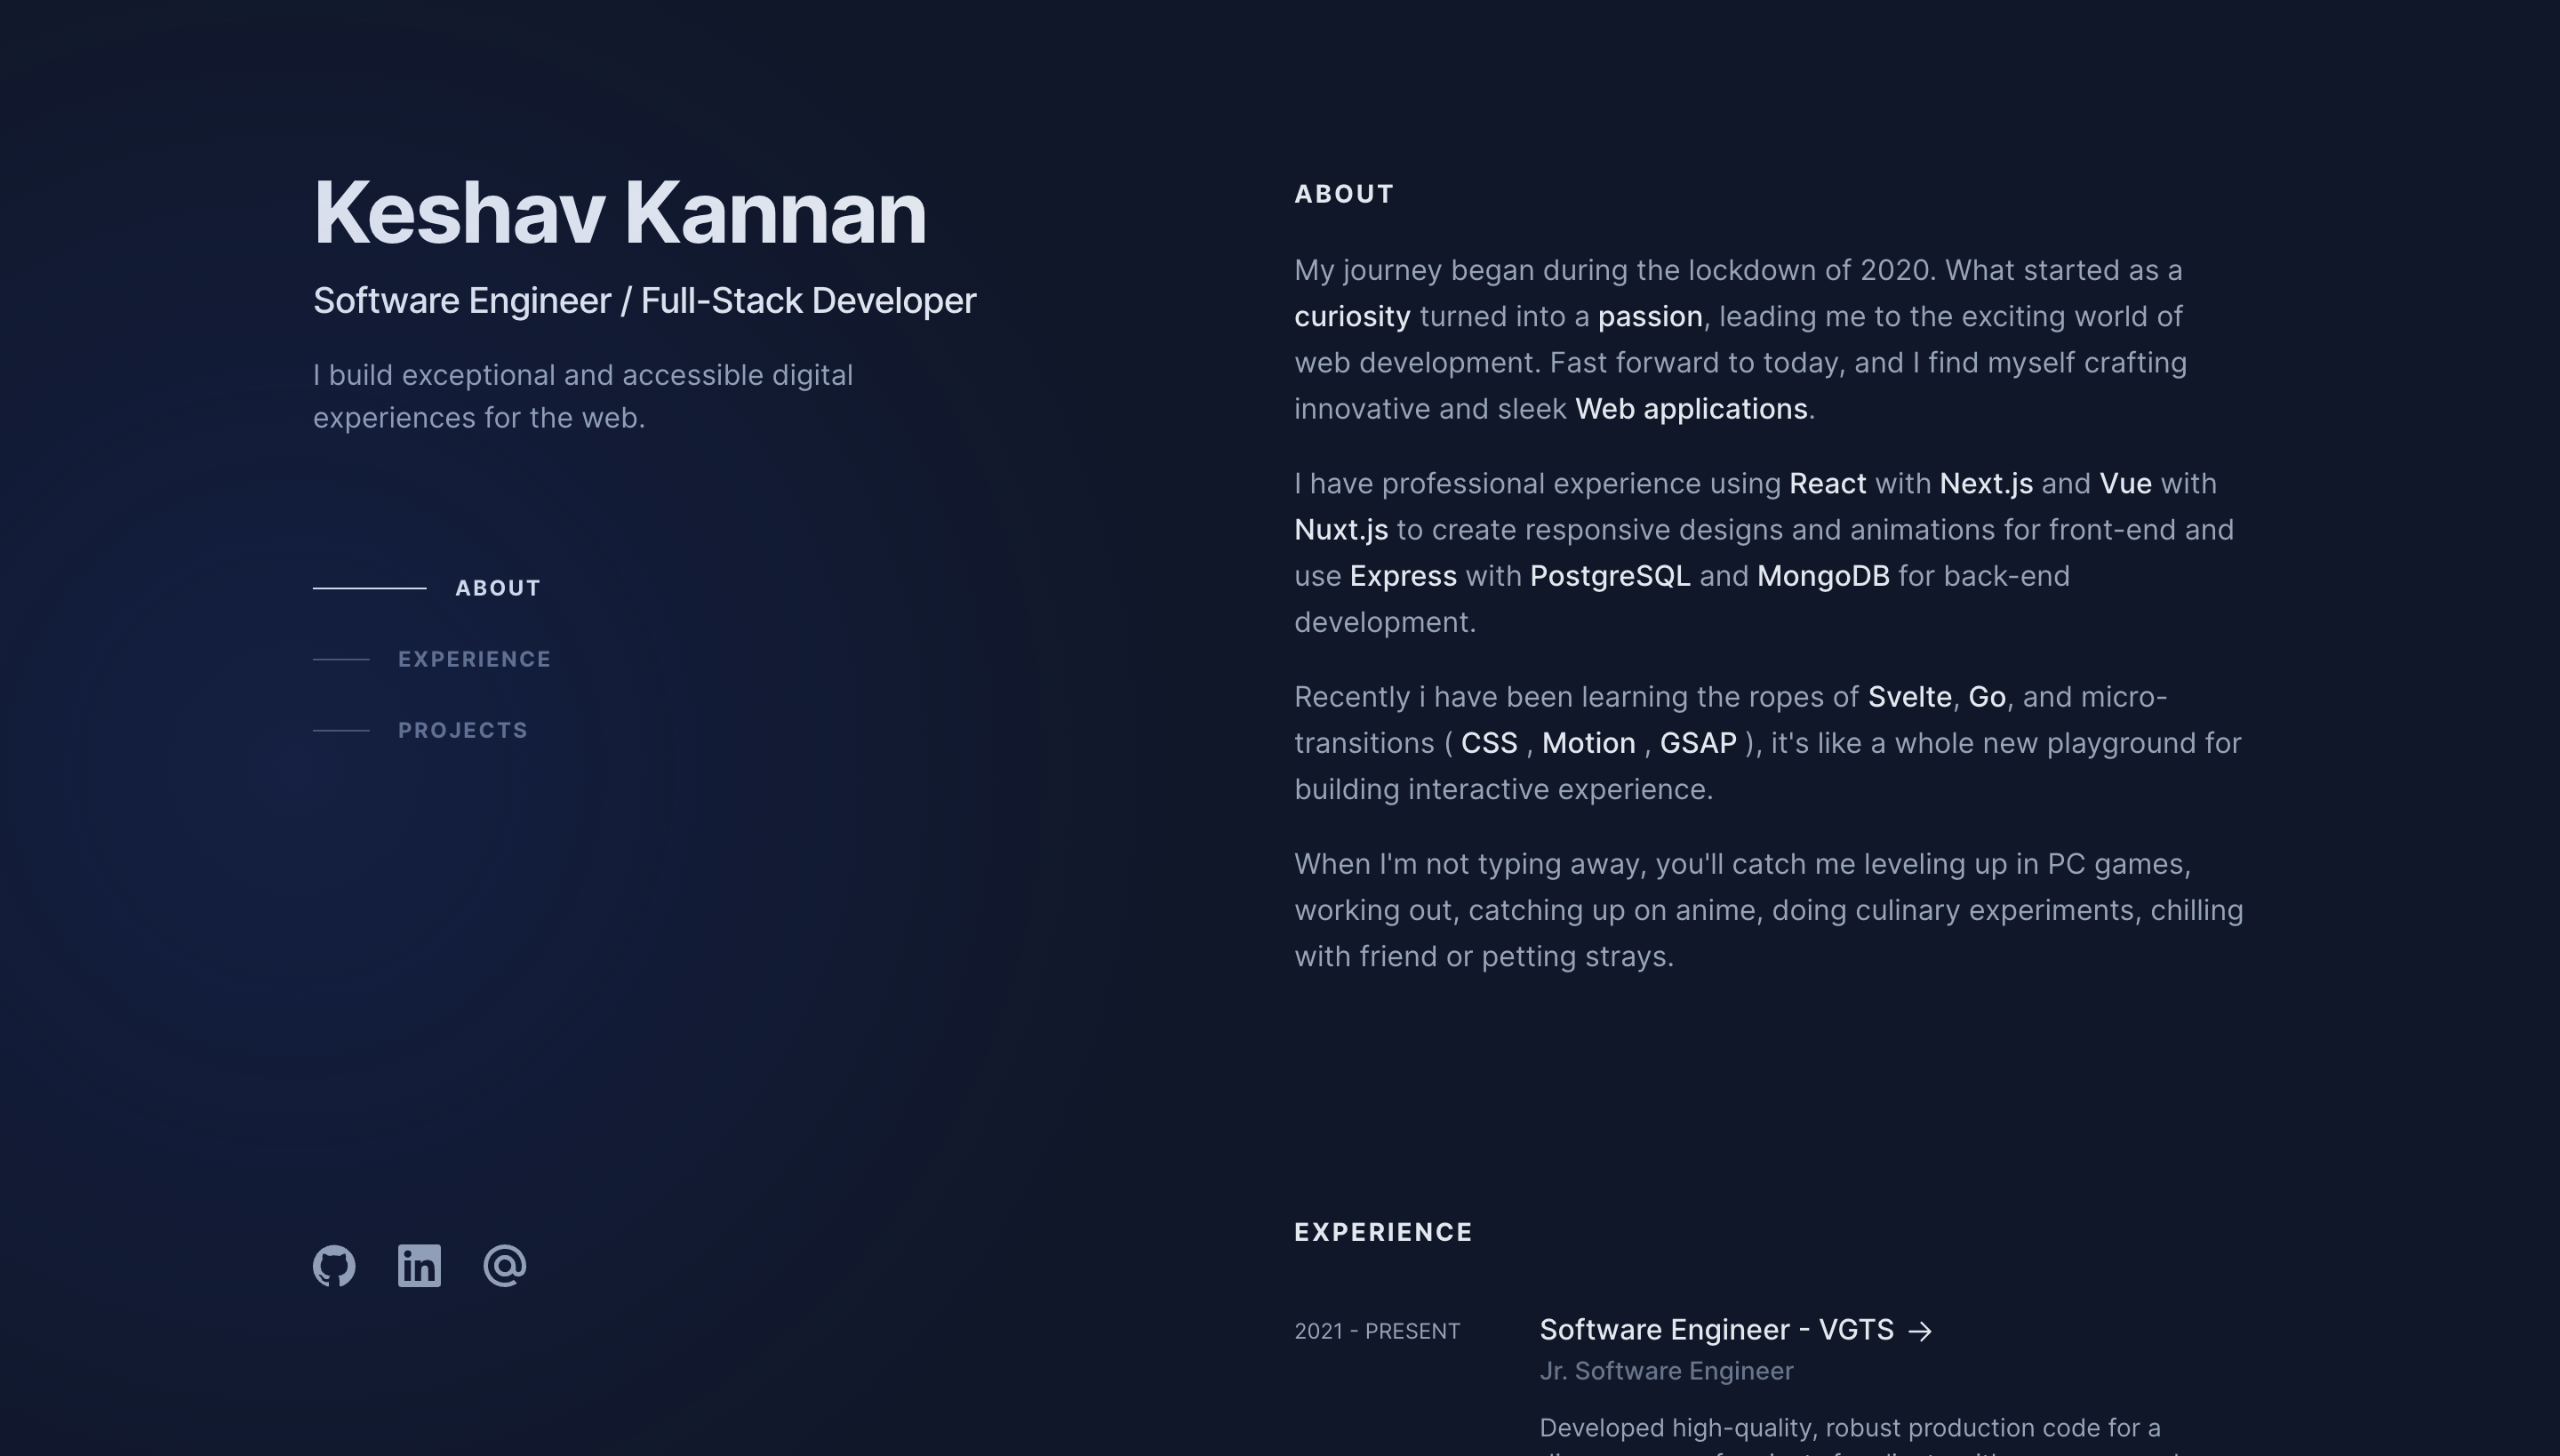 Keshav Kannan
Software Engineer / Full-Stack Developer
I build exceptional and accessible digital
experiences for the web.
ABOUT
EXPERIENCE
PROJECTS
ABOUT
My journey began during the lockdown of 2020. What started as a
curiosity turned into a passion, leading me to the exciting world of
web development. Fast forward to today, and I find myself crafting
innovative and sleek Web applications.
I have professional experience using React with Next.js and Vue with
Nuxt.js to create responsive designs and animations for front-end and
use Express with PostgreSQL and MongoDB for back-end
development.
Recently i have been learning the ropes of Svelte, Go, and micro-
transitions ( CSS , Motion , GSAP ), it's like a whole new playground for
building interactive experience.
When I'm not typing away, you'll catch me leveling up in PC games,
working out, catching up on anime, doing culinary experiments, chilling
with friend or petting strays.
EXPERIENCE
2021 - PRESENT
Software Engineer - VGTS →
Jr. Software Engineer
Developed high-quality, robust production code for a